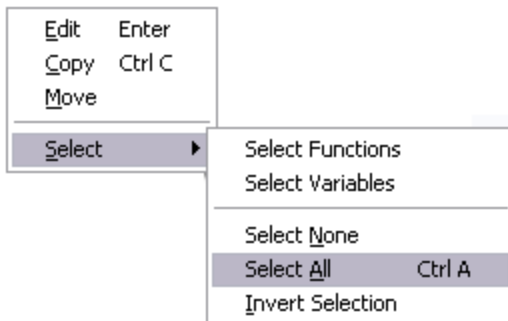 Edit Enter
Copy Ctrl C
Move
Select
Select Functions
Select Variables
Select None
Select All Ctrl A
Invert Selection